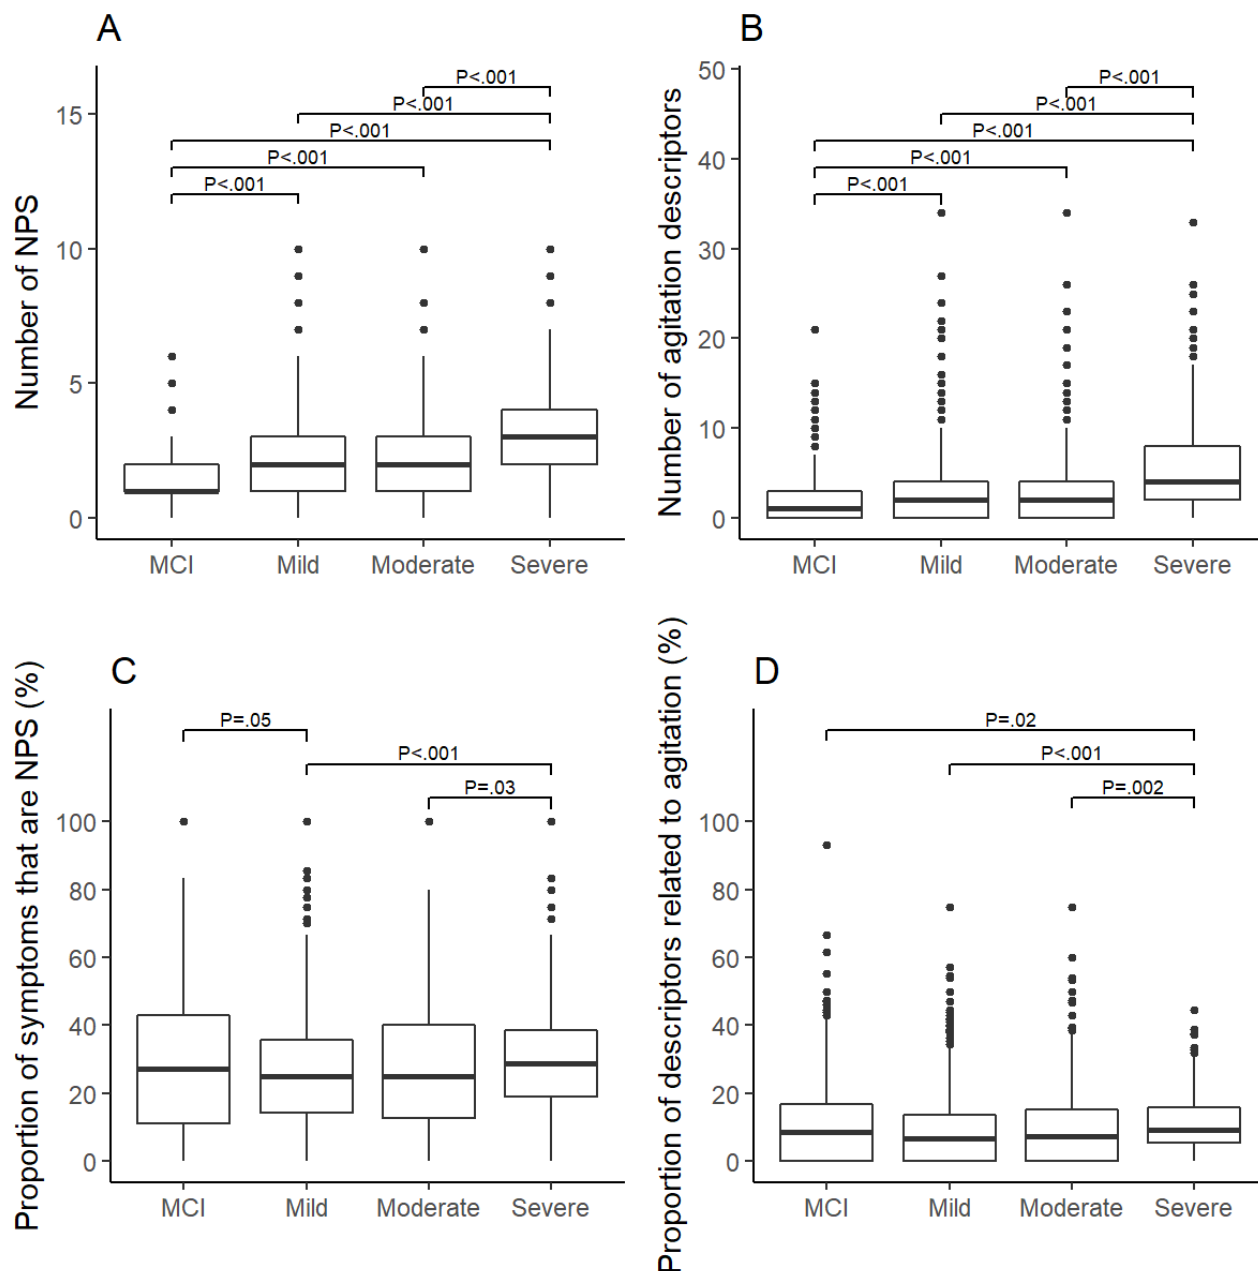 A
Number of NPS
15
10
5
0
P<.001
P<.001
P<.001
P<.001
P<.001
MCI Mild Moderate Severe
B
Number of agitation descriptors
50
40
30
20
10
0
P<.001
P<.001
P<.001
P<.001
P<.001
MCI Mild Moderate Severe
C
Proportion of symptoms that are NPS (%)
100
80
60
40
20
0
P=.05
P<.001
P=.03
MCI Mild Moderate Severe
D
Proportion of descriptors related to agitation (%)
100
80
60
40
20
0
P=.02
P<.001
P=.002
MCI Mild Moderate Severe